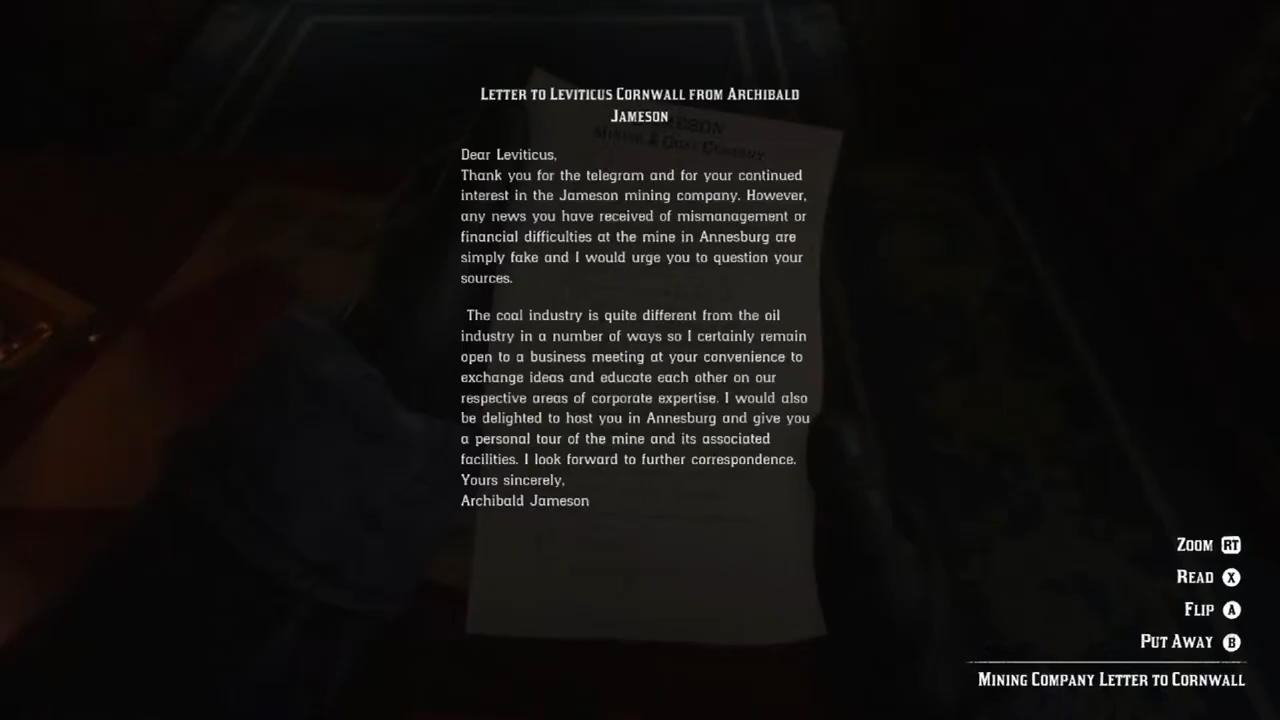 LETTER TO LEVITICUS CORNWALL FROM ARCHIBALD
JAMESON
MINING & COAL COMPANY
Dear Leviticus,
Thank you for the telegram and for your continued
interest in the Jameson mining company. However,
any news you have received of mismanagement or
financial difficulties at the mine in Annesburg are
simply fake and I would urge you to question your
sources.
The coal industry is quite different from the oil
industry in a number of ways so I certainly remain
open to a business meeting at your convenience to
exchange ideas and educate each other on our
respective areas of corporate expertise. I would also
be delighted to host you in Annesburg and give you
a personal tour of the mine and its associated
facilities. I look forward to further correspondence.
Yours sincerely,
Archibald Jameson
ZOOM RT
READ X
FLIP A
PUT AWAY B
MINING COMPANY LETTER TO CORNWALL